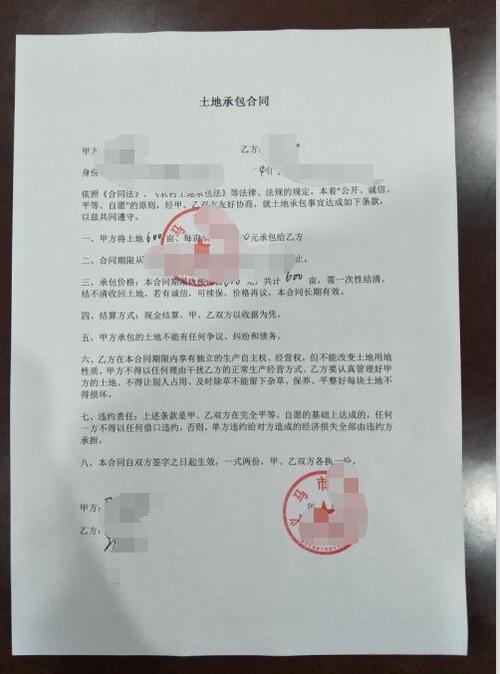 土地承包合同
甲方
乙方:
身份
依照《合同法》、《农村土地承包法》等法律、法规的规定，本着“公开、诚信、
平等、自愿”的原则，经甲、乙双方友好协商，就土地承包事宜达成如下条款，
以兹共同遵守。
一、甲方将土地600亩、每亩 元承包给乙方
二、合同期限从 止。
三、承包价格：本合同期限内 元，共计600亩，需一次性结清。
结不清收回土地，若有诚信，可续保，价格再议，本合同长期有效。
四、结算方式：现金结算，甲、乙双方以收据为凭。
五、甲方承包的土地不能有任何争议、纠纷和债务。
六、乙方在本合同期限内享有独立的生产自主权、经营权，但不能改变土地用地
性质。甲方不得以任何理由干扰乙方的正常生产经营方式、乙方要认真管理好甲
方的土地、不得让别人占用、及时除草不能留下杂草、保养、平整好每块土地不
得损坏。
七、违约责任：上述条款是甲、乙双方在完全平等、自愿的基础上达成的，任何
一方不得以任何借口违约，否则，单方违约给对方造成的经济损失全部由违约方
承担。
八、本合同自双方签字之日起生效，一式两份，甲、乙双方各执一份。
甲方：
乙方：
义马市